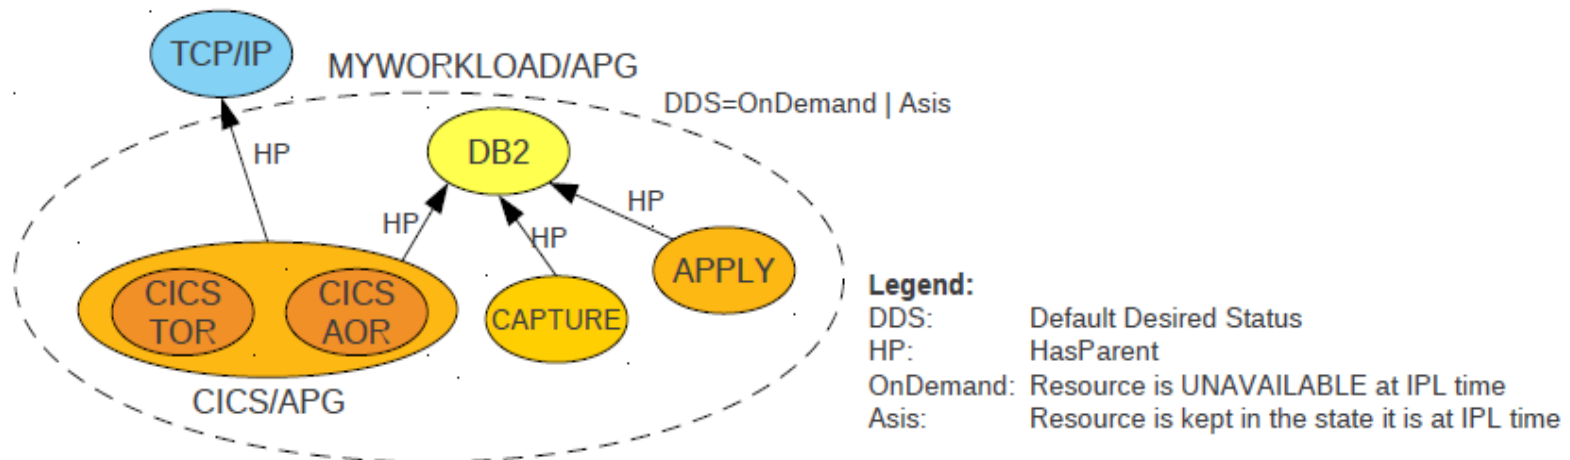 TCP/IP
MYWORKLOAD/APG
DDS=OnDemand | Asis
HP
DB2
HP
HP
HP
CICS
TOR
CICS
AOR
CAPTURE
APPLY
CICS/APG
Legend:
DDS: Default Desired Status
HP: HasParent
OnDemand: Resource is UNAVAILABLE at IPL time
Asis: Resource is kept in the state it is at IPL time